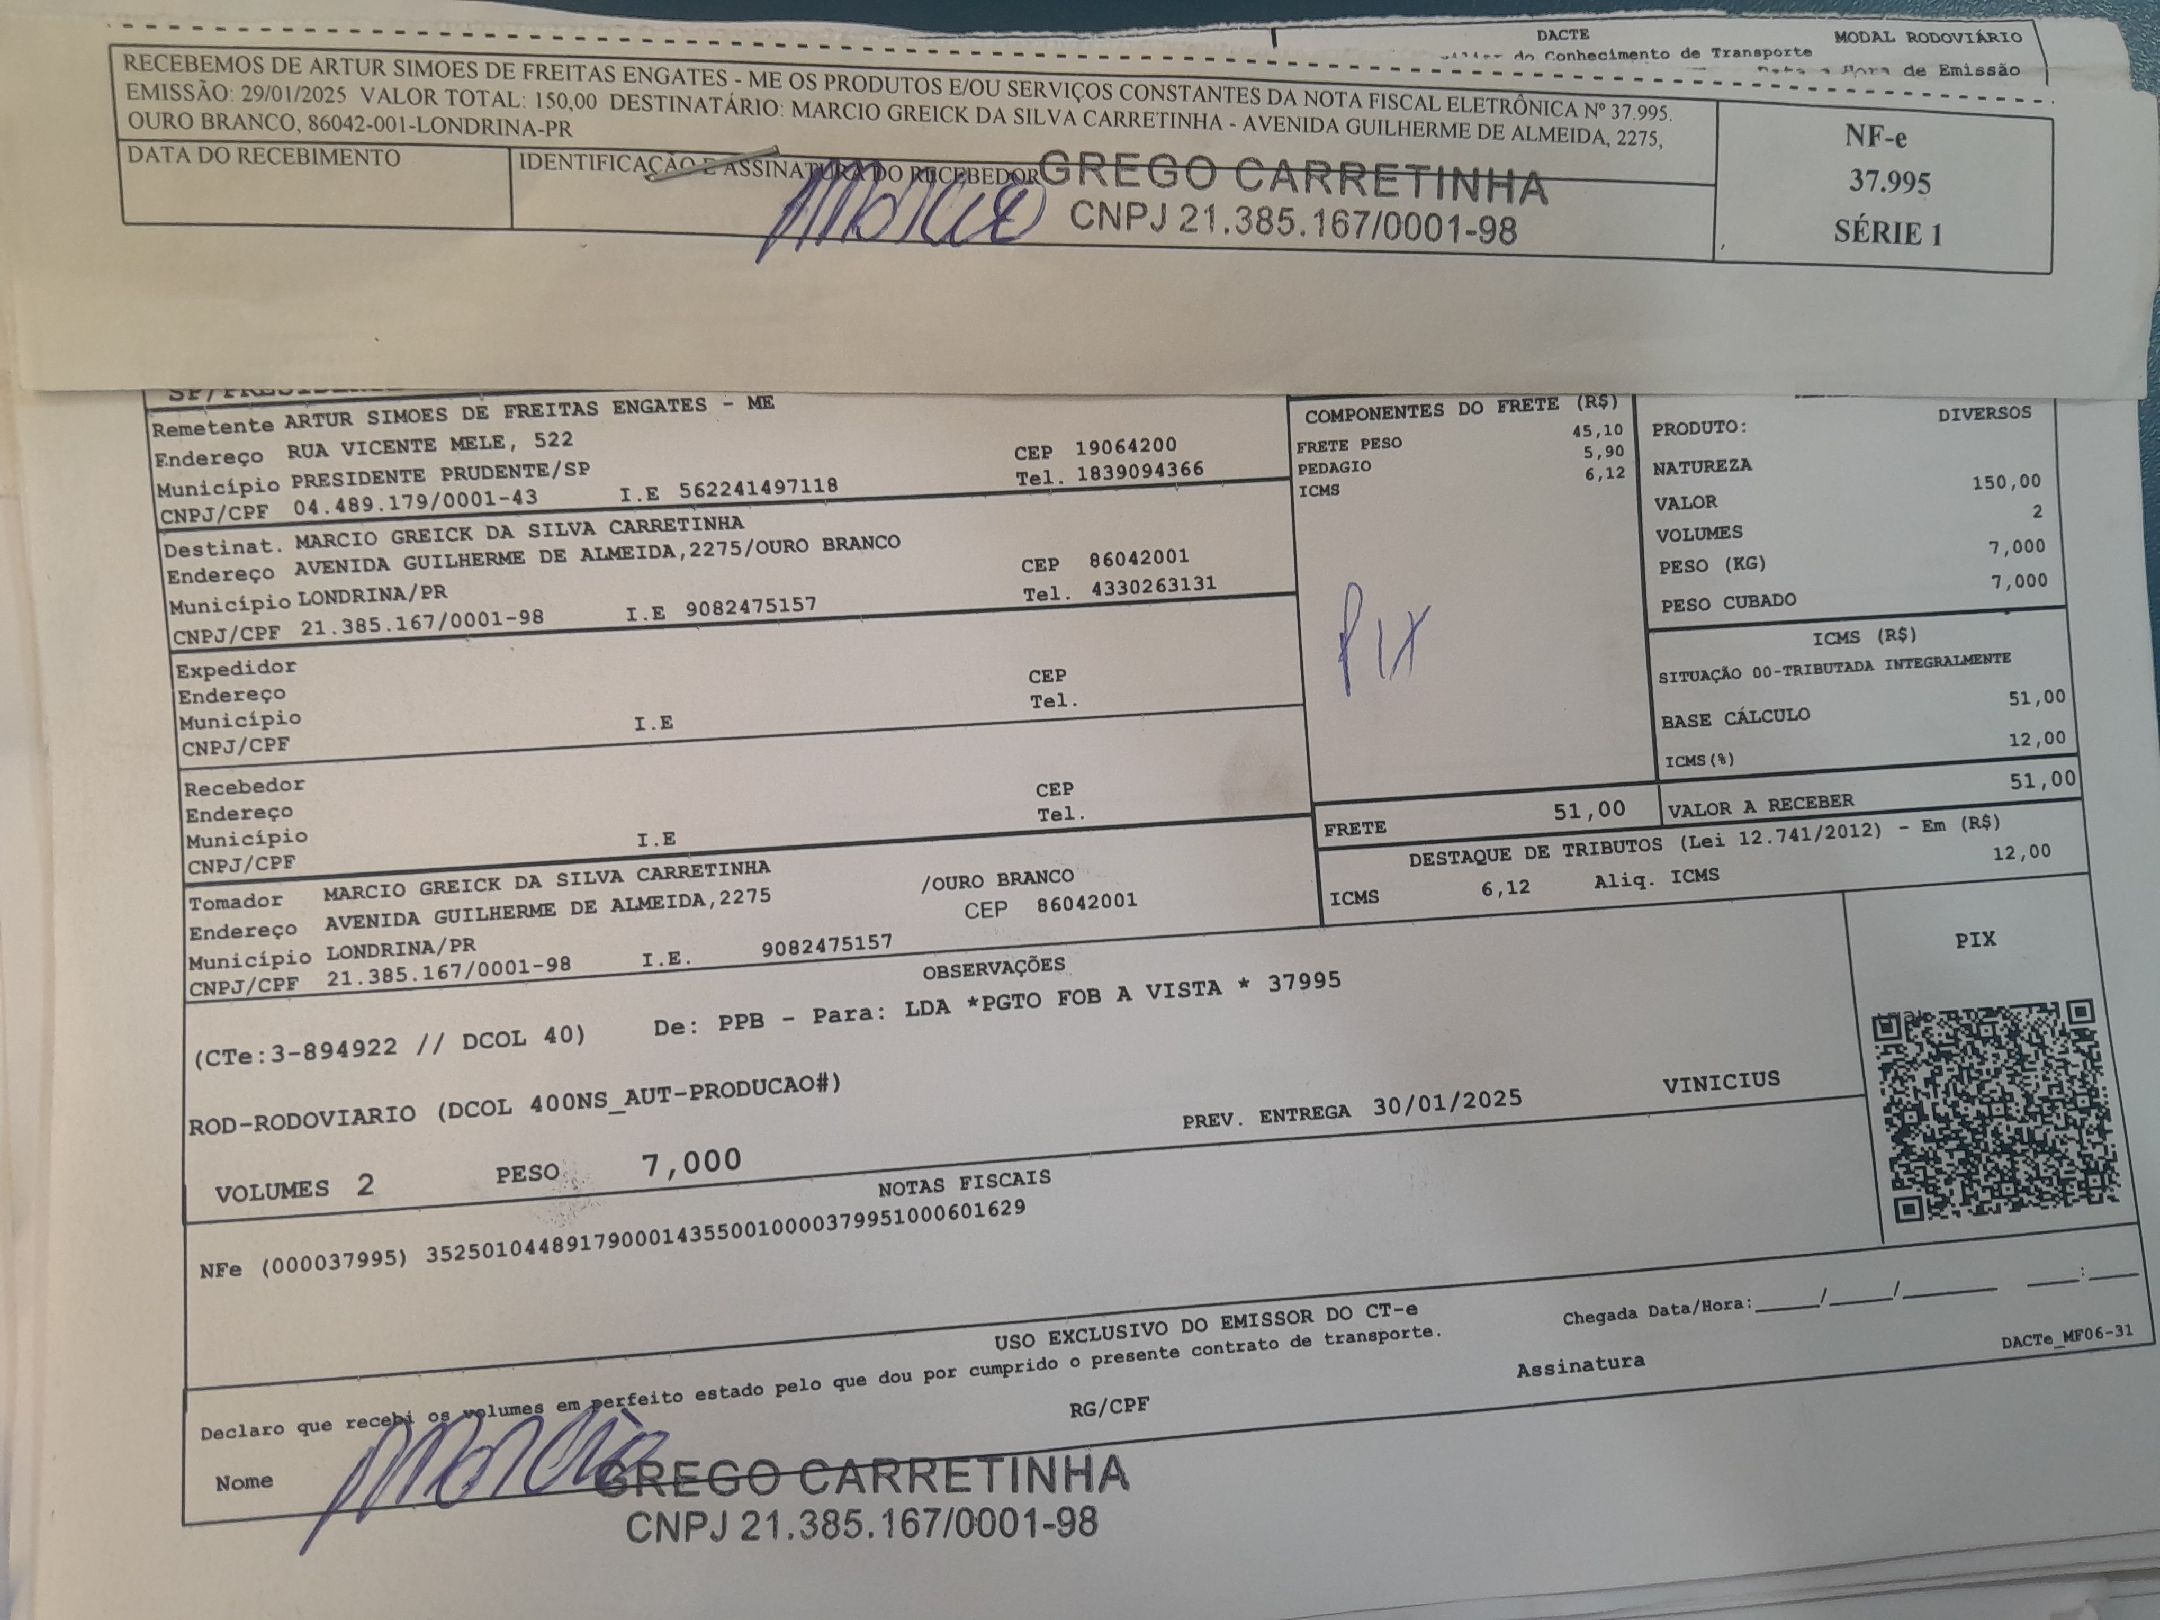 DACTE MODAL RODOVIÁRIO
do Conhecimento de Transporte
de Emissão
RECEBEMOS DE ARTUR SIMOES DE FREITAS ENGATES - ME OS PRODUTOS E/OU SERVIÇOS CONSTANTES DA NOTA FISCAL ELETRÔNICA Nº 37.995.
EMISSÃO: 29/01/2025 VALOR TOTAL: 150,00 DESTINATÁRIO: MARCIO GREICK DA SILVA CARRETINHA - AVENIDA GUILHERME DE ALMEIDA, 2275,
OURO BRANCO, 86042-001-LONDRINA-PR
DATA DO RECEBIMENTO
IDENTIFICAÇÃO E ASSINATURA DO RECEBEDOR
Marcio
GREGO CARRETINHA
CNPJ 21.385.167/0001-98
NF-e
37.995
SÉRIE 1
Remetente ARTUR SIMOES DE FREITAS ENGATES - ME
Endereço RUA VICENTE MELE, 522 CEP 19064200
Município PRESIDENTE PRUDENTE/SP Tel. 1839094366
CNPJ/CPF 04.489.179/0001-43 I.E 562241497118
Destinat. MARCIO GREICK DA SILVA CARRETINHA
Endereço AVENIDA GUILHERME DE ALMEIDA,2275/OURO BRANCO CEP 86042001
Município LONDRINA/PR Tel. 4330263131
CNPJ/CPF 21.385.167/0001-98 I.E 9082475157
Expedidor
Endereço CEP
Município Tel.
CNPJ/CPF I.E
Recebedor
Endereço CEP
Município Tel.
CNPJ/CPF I.E
Tomador MARCIO GREICK DA SILVA CARRETINHA
Endereço AVENIDA GUILHERME DE ALMEIDA,2275 /OURO BRANCO
Município LONDRINA/PR CEP 86042001
CNPJ/CPF 21.385.167/0001-98 I.E. 9082475157
COMPONENTES DO FRETE (R$)
FRETE PESO 45,10
PEDAGIO 5,90
ICMS 6,12
PIX
PRODUTO: DIVERSOS
NATUREZA
VALOR 150,00
VOLUMES 2
PESO (KG) 7,000
PESO CUBADO 7,000
ICMS (R$)
SITUAÇÃO 00-TRIBUTADA INTEGRALMENTE
BASE CÁLCULO 51,00
ICMS(%) 12,00
FRETE 51,00 VALOR A RECEBER 51,00
DESTAQUE DE TRIBUTOS (Lei 12.741/2012) - Em (R$)
ICMS 6,12 Aliq. ICMS 12,00
OBSERVAÇÕES
(CTe:3-894922 // DCOL 40) De: PPB - Para: LDA *PGTO FOB A VISTA * 37995
ROD-RODOVIARIO (DCOL 400NS_AUT-PRODUCAO#)
PREV. ENTREGA 30/01/2025 VINICIUS
VOLUMES 2 PESO 7,000
PIX
NOTAS FISCAIS
NFe (000037995) 35250104489179000143550010000379951000601629
USO EXCLUSIVO DO EMISSOR DO CT-e
Declaro que recebi os volumes em perfeito estado pelo que dou por cumprido o presente contrato de transporte.
Chegada Data/Hora:_____/_____/_______ ____:____
Nome RG/CPF Assinatura
DACTe_MF06-31
Marcio
GREGO CARRETINHA
CNPJ 21.385.167/0001-98